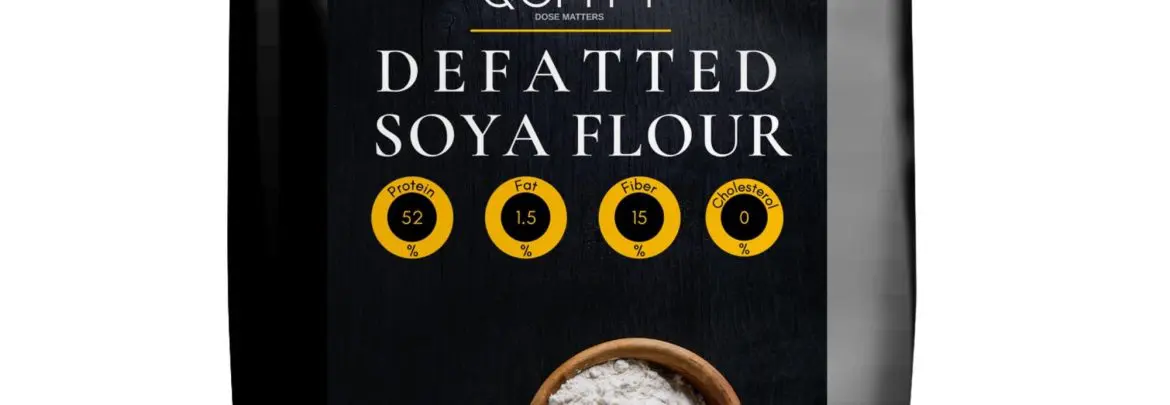 DOSE MATTERS
DEFATTED
SOYA FLOUR
Protein 52 %
Fat 1.5 %
Fiber 15 %
Cholesterol 0 %